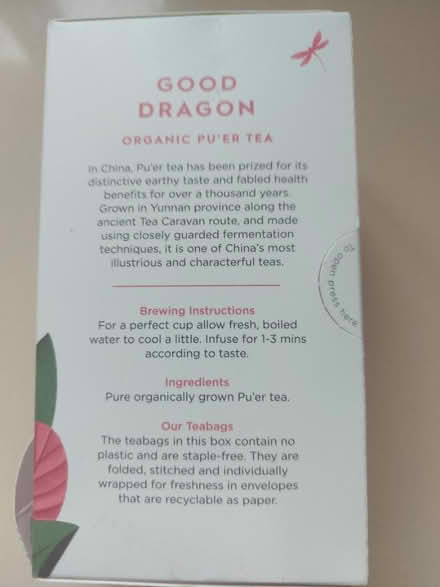 GOOD
DRAGON
ORGANIC PU'ER TEA
In China, Pu'er tea has been prized for its
distinctive earthy taste and fabled health
benefits for over a thousand years.
Grown in Yunnan province along the
ancient Tea Caravan route, and made
using closely guarded fermentation
techniques, it is one of China's most
illustrious and characterful teas.
to open press here
Brewing Instructions
For a perfect cup allow fresh, boiled
water to cool a little. Infuse for 1-3 mins
according to taste.
Ingredients
Pure organically grown Pu'er tea.
Our Teabags
The teabags in this box contain no
plastic and are staple-free. They are
folded, stitched and individually
wrapped for freshness in envelopes
that are recyclable as paper.